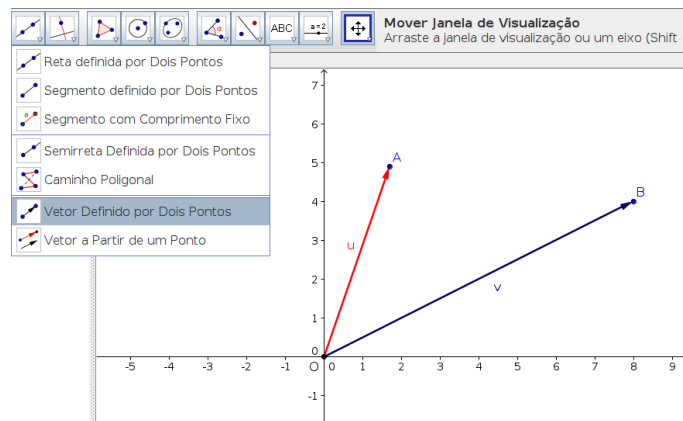 ABC
a=2
Mover Janela de Visualização
Arraste a janela de visualização ou um eixo (Shift
Reta definida por Dois Pontos
Segmento definido por Dois Pontos
a
Segmento com Comprimento Fixo
Semirreta Definida por Dois Pontos
Caminho Poligonal
Vetor Definido por Dois Pontos
Vetor a Partir de um Ponto
7
6
5
A
4
B
3
u
2
v
1
0
O 0
-5 -4 -3 -2 -1 1 2 3 4 5 6 7 8 9
-1